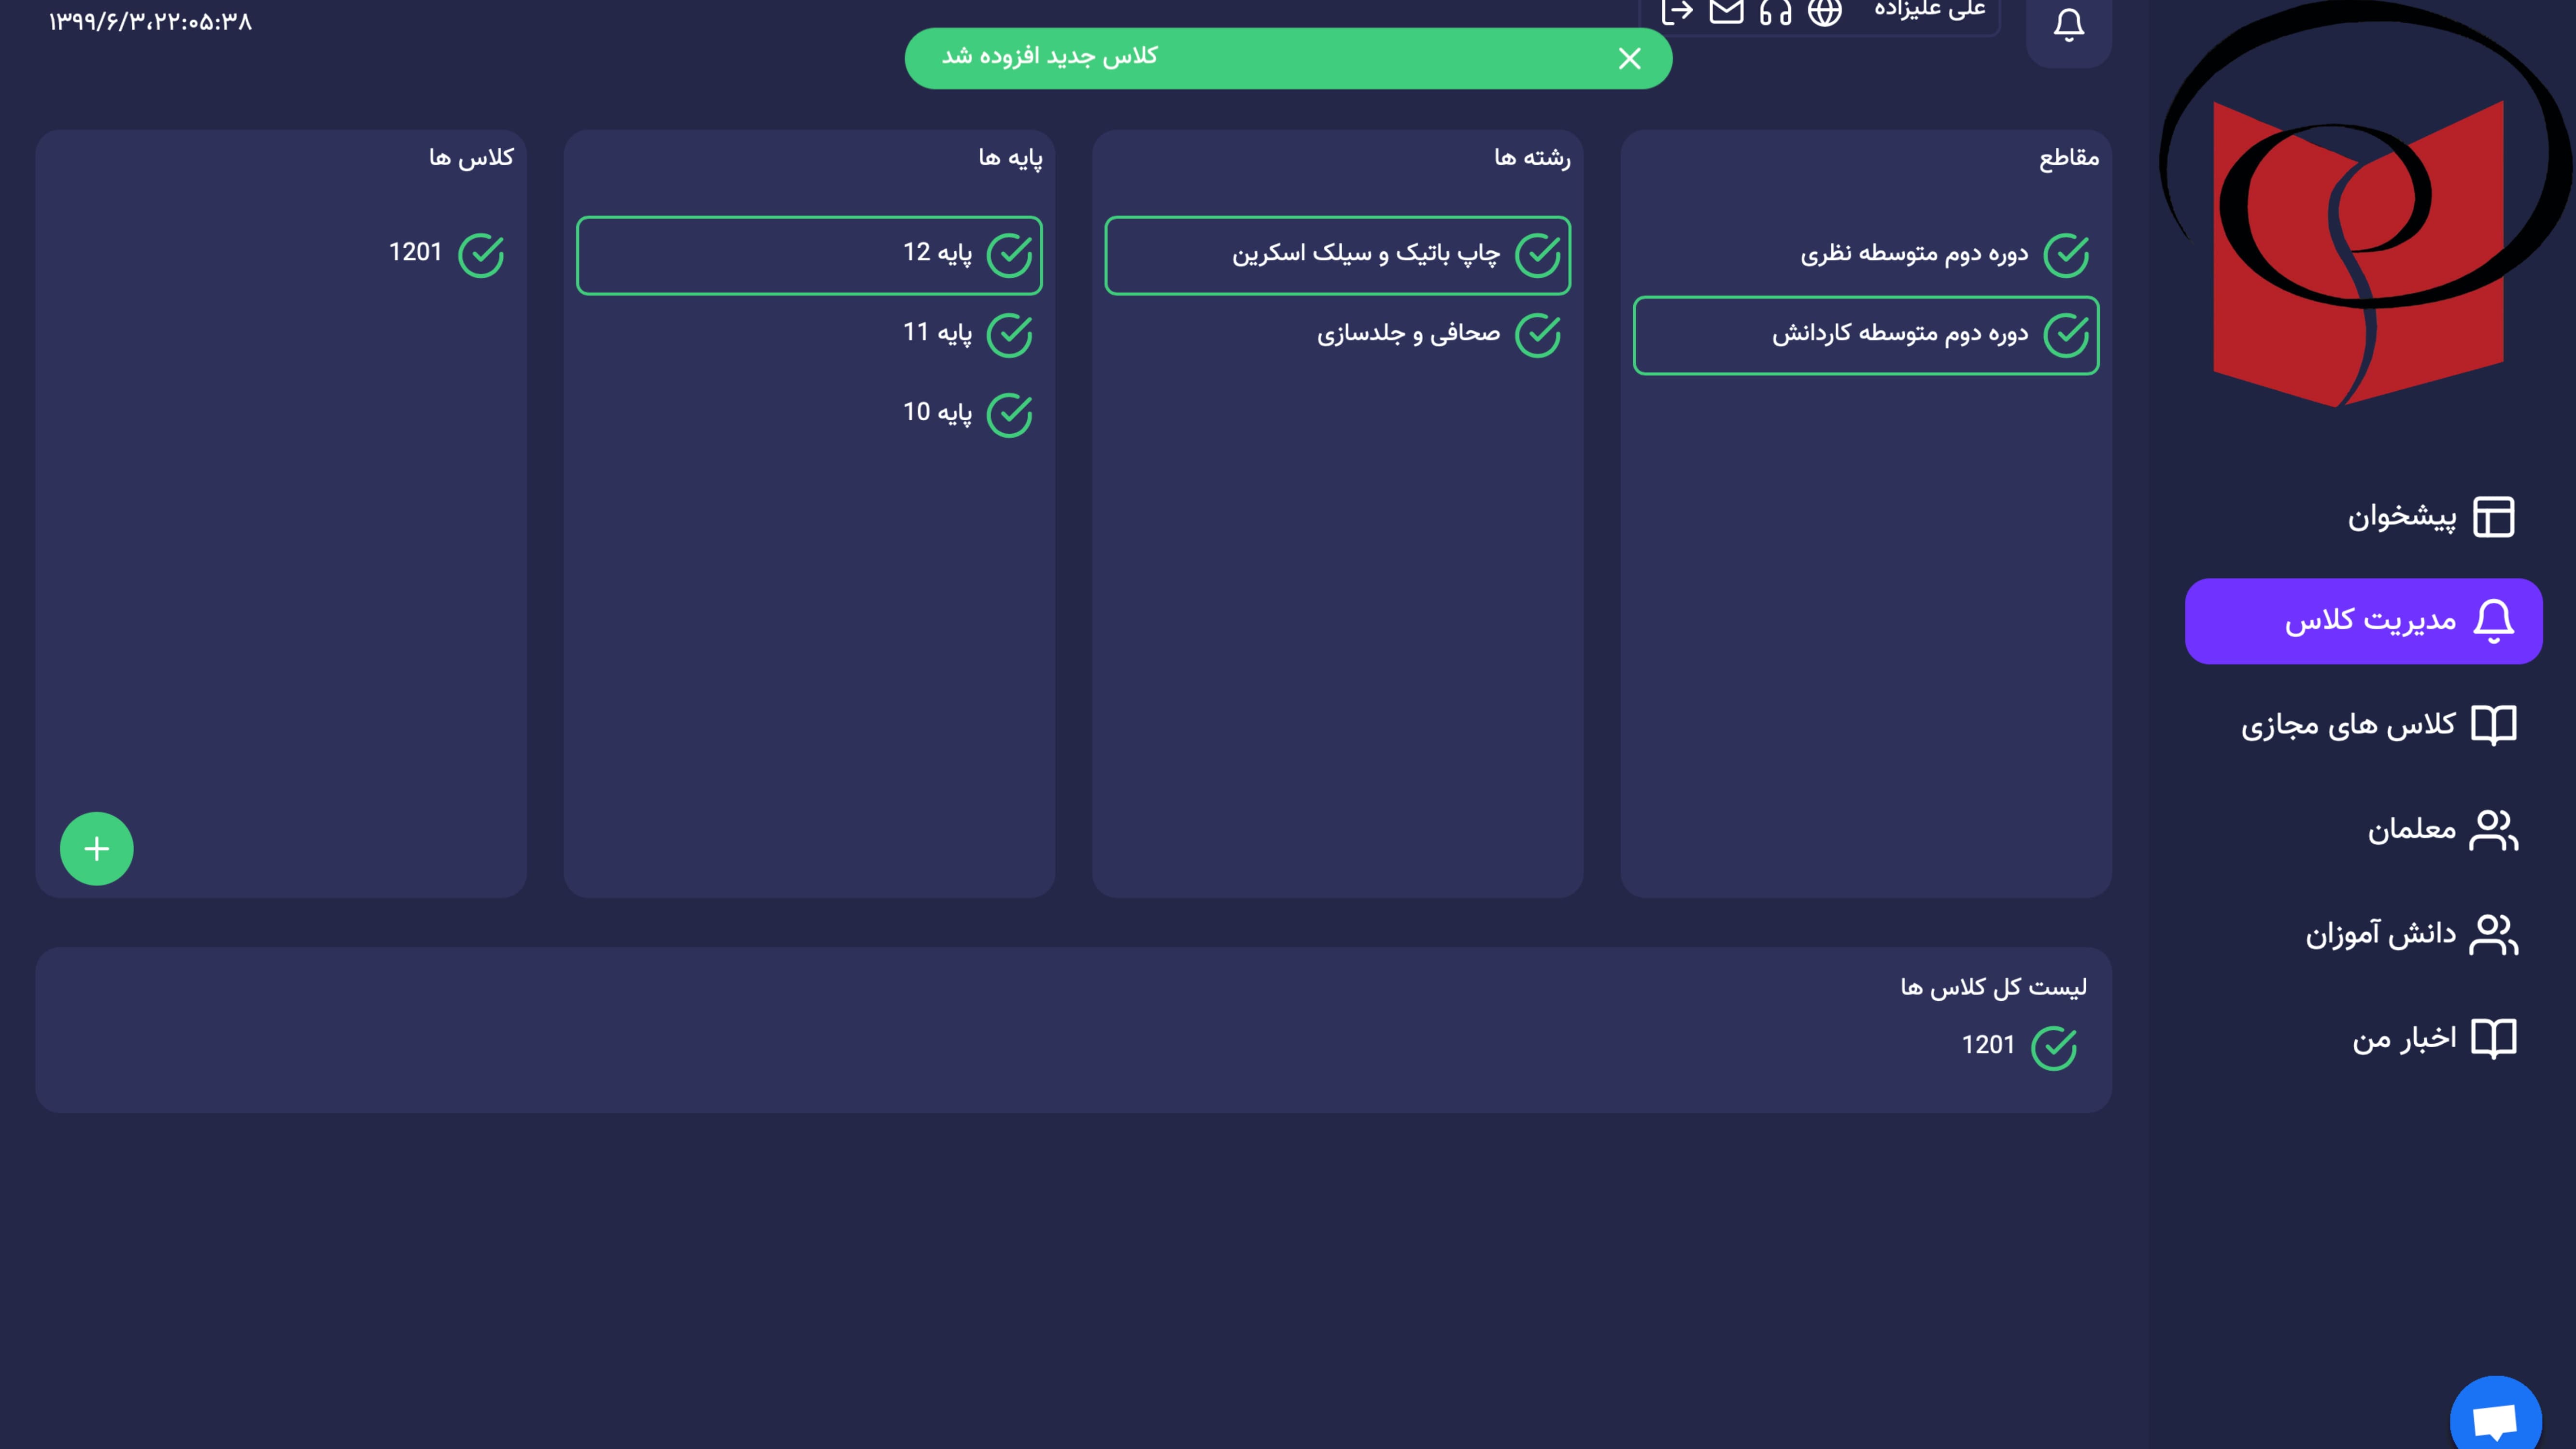 علی علیزاده
۱۳۹۹/۶/۳،۲۲:۰۵:۳۸
کلاس جدید افزوده شد
پیشخوان
مدیریت کلاس
کلاس های مجازی
معلمان
دانش آموزان
اخبار من
مقاطع
دوره دوم متوسطه نظری
دوره دوم متوسطه کاردانش
رشته ها
چاپ باتیک و سیلک اسکرین
صحافی و جلدسازی
پایه ها
پایه 12
پایه 11
پایه 10
کلاس ها
1201
لیست کل کلاس ها
1201